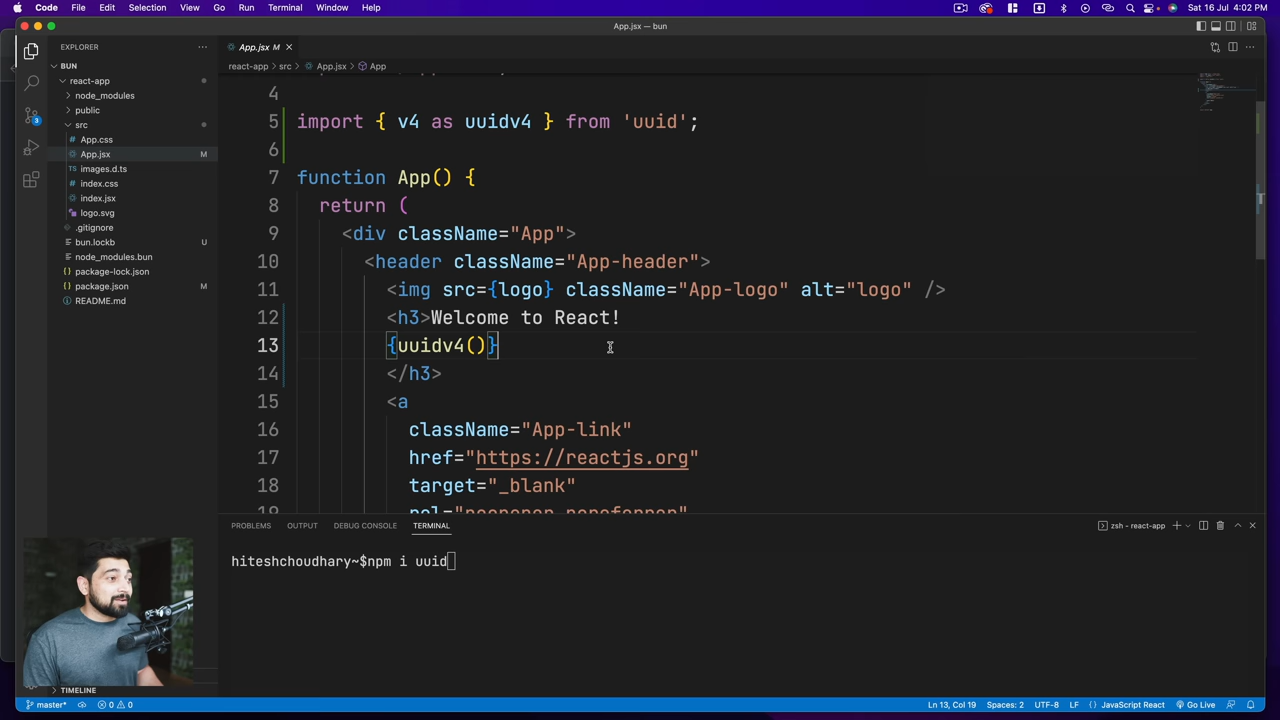 Code File Edit Selection View Go Run Terminal Window Help Sat 16 Jul 4:02 PM
App.jsx — bun
EXPLORER
App.jsx M
BUN
react-app > src > App.jsx > App
react-app
node_modules
public
src
App.css
App.jsx M
TS images.d.ts
index.css
index.jsx
logo.svg
.gitignore
bun.lockb U
node_modules.bun
package-lock.json
package.json M
README.md
3
4
5 import { v4 as uuidv4 } from 'uuid';
6
7 function App() {
8 return (
9 <div className="App">
10 <header className="App-header">
11 <img src={logo} className="App-logo" alt="logo" />
12 <h3>Welcome to React!
13 {uuidv4()}
14 </h3>
15 <a
16 className="App-link"
17 href="https://reactjs.org"
18 target="_blank"
PROBLEMS OUTPUT DEBUG CONSOLE TERMINAL zsh - react-app
hiteshchoudhary~$npm i uuid
TIMELINE
master* 0 0 Ln 13, Col 19 Spaces: 2 UTF-8 LF {} JavaScript React Go Live